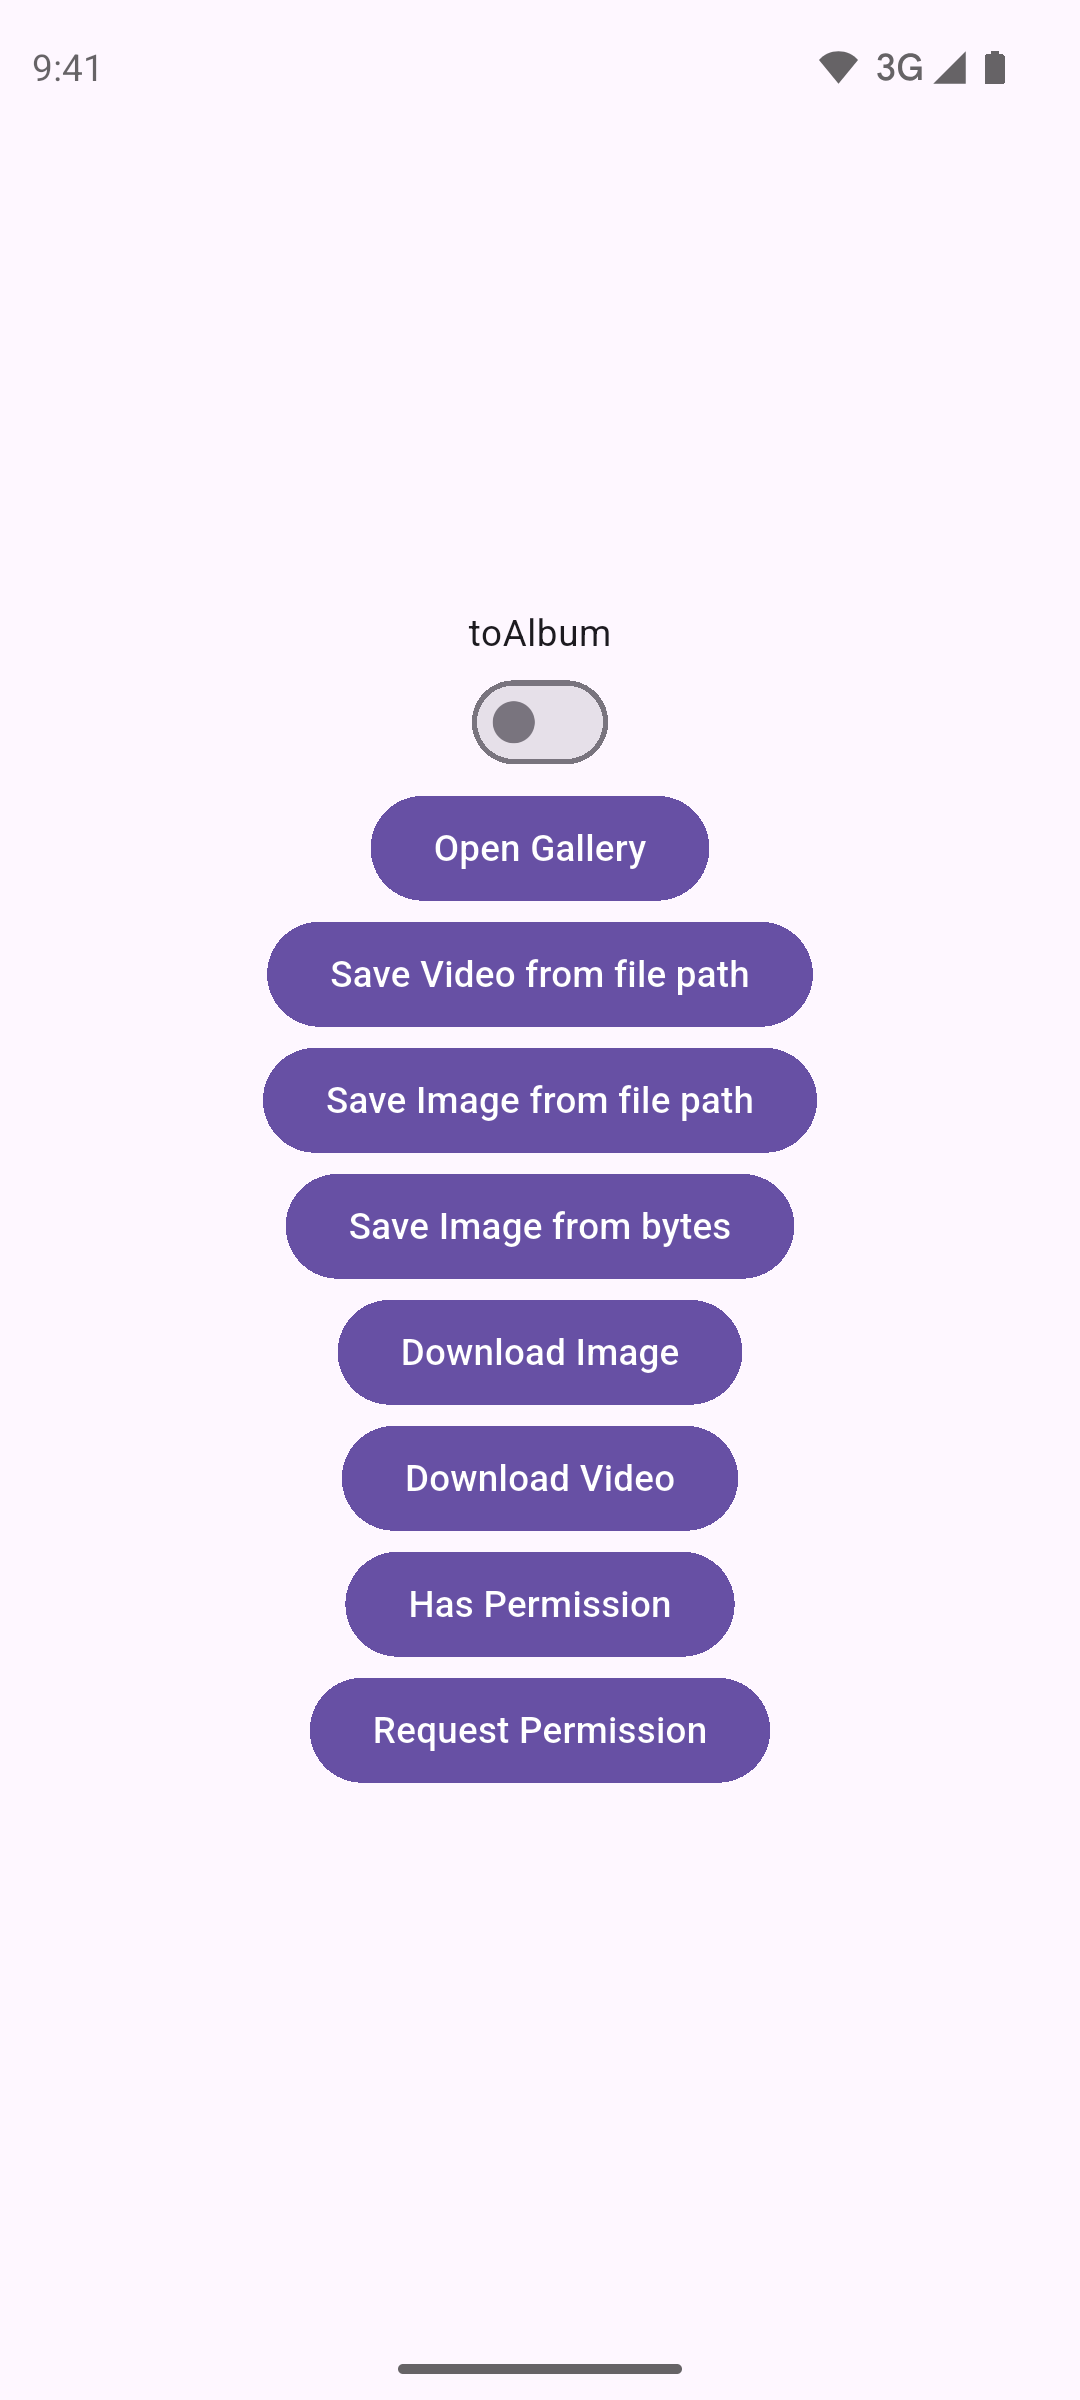 9:41
3G
toAlbum
Open Gallery
Save Video from file path
Save Image from file path
Save Image from bytes
Download Image
Download Video
Has Permission
Request Permission